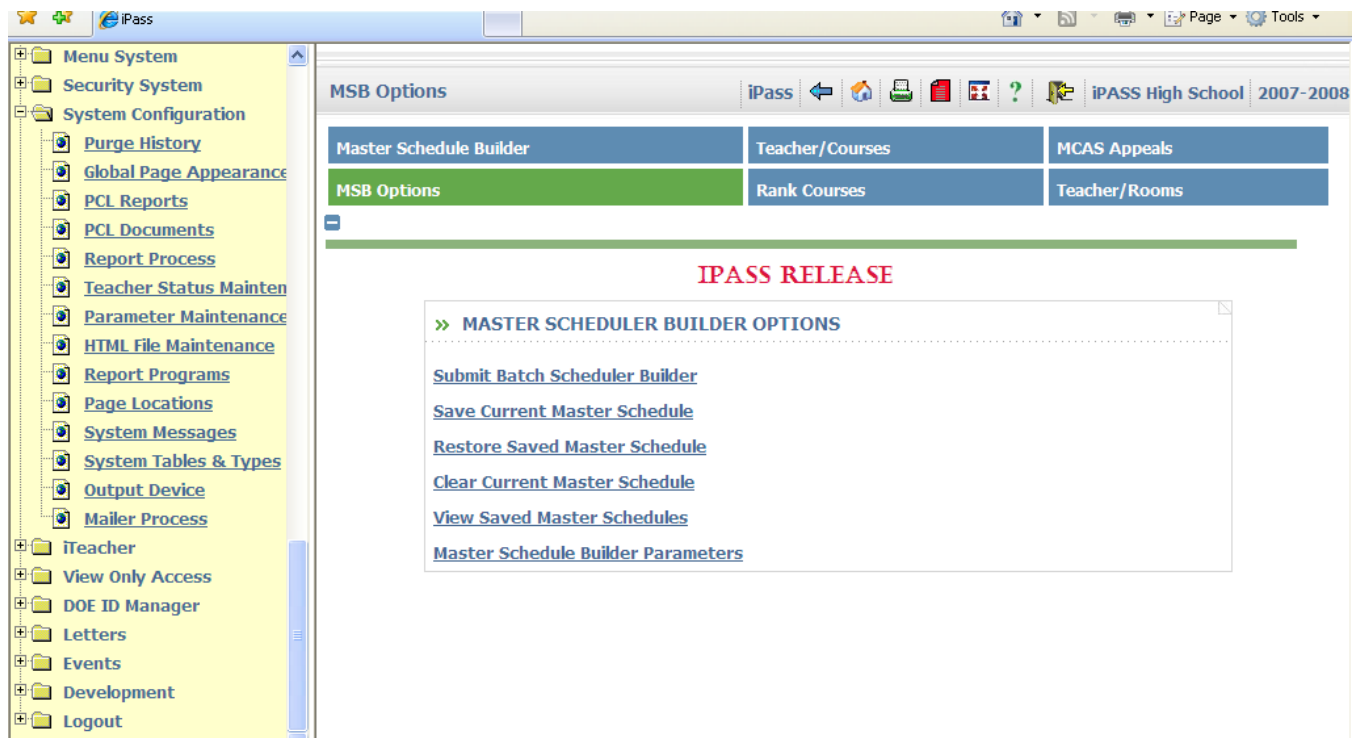 iPass
Page
Tools
Menu System
Security System
System Configuration
Purge History
Global Page Appearance
PCL Reports
PCL Documents
Report Process
Teacher Status Mainten
Parameter Maintenance
HTML File Maintenance
Report Programs
Page Locations
System Messages
System Tables & Types
Output Device
Mailer Process
iTeacher
View Only Access
DOE ID Manager
Letters
Events
Development
Logout
MSB Options iPass ? iPASS High School 2007-2008
Master Schedule Builder Teacher/Courses MCAS Appeals
MSB Options Rank Courses Teacher/Rooms
IPASS RELEASE
» MASTER SCHEDULER BUILDER OPTIONS
Submit Batch Scheduler Builder
Save Current Master Schedule
Restore Saved Master Schedule
Clear Current Master Schedule
View Saved Master Schedules
Master Schedule Builder Parameters